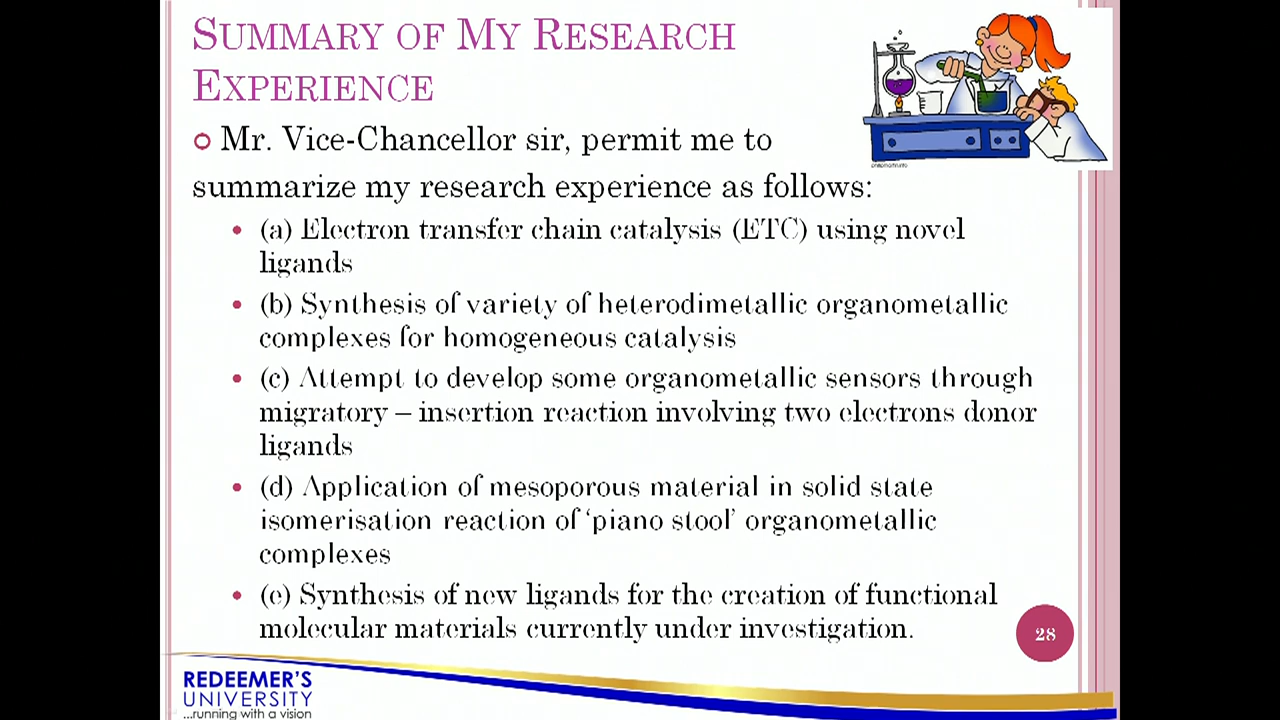 SUMMARY OF MY RESEARCH
EXPERIENCE
Mr. Vice-Chancellor sir, permit me to
summarize my research experience as follows:
(a) Electron transfer chain catalysis (ETC) using novel
ligands
(b) Synthesis of variety of heterodimetallic organometallic
complexes for homogeneous catalysis
(c) Attempt to develop some organometallic sensors through
migratory – insertion reaction involving two electrons donor
ligands
(d) Application of mesoporous material in solid state
isomerisation reaction of ‘piano stool’ organometallic
complexes
(e) Synthesis of new ligands for the creation of functional
molecular materials currently under investigation.
28
REDEEMER'S
UNIVERSITY
...running with a vision